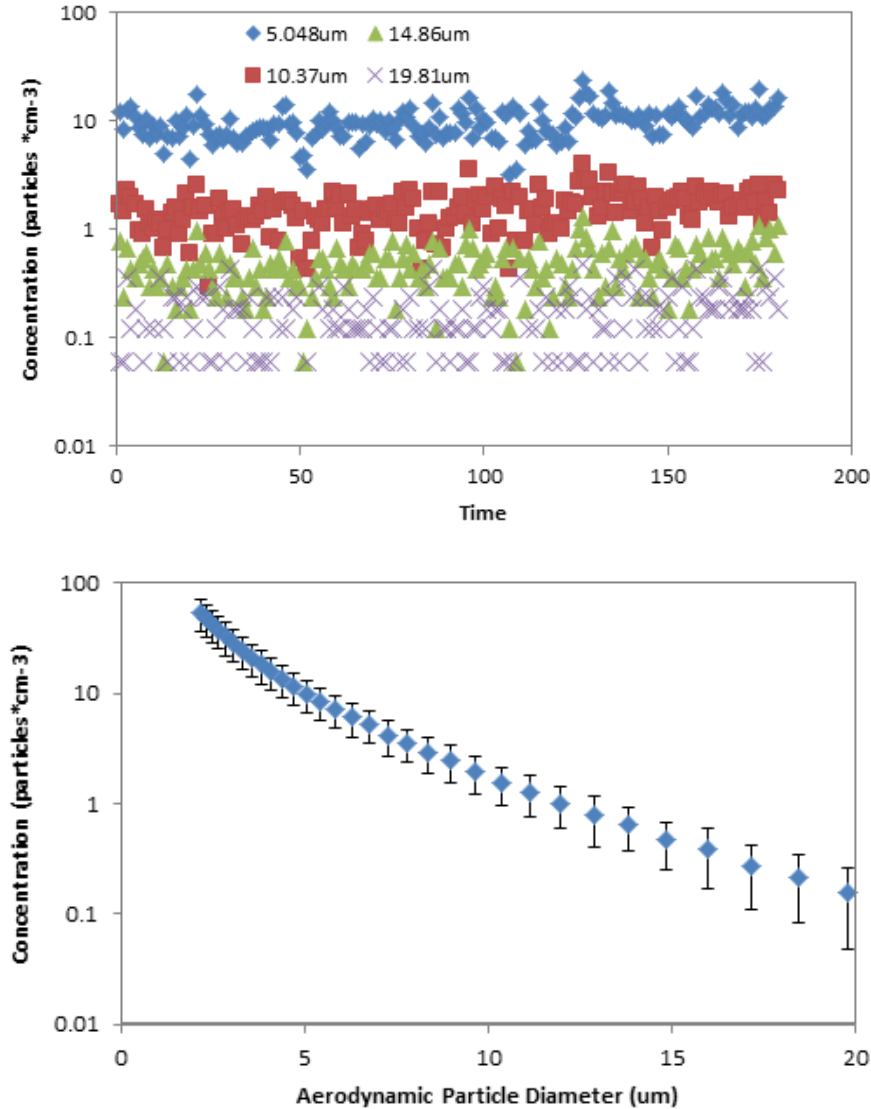 100
10
1
0.1
0.01
Concentration (particles *cm-3)
5.048um 14.86um
10.37um 19.81um
0 50 100 150 200
Time
100
10
1
0.1
0.01
Concentration (particles*cm-3)
0 5 10 15 20
Aerodynamic Particle Diameter (um)